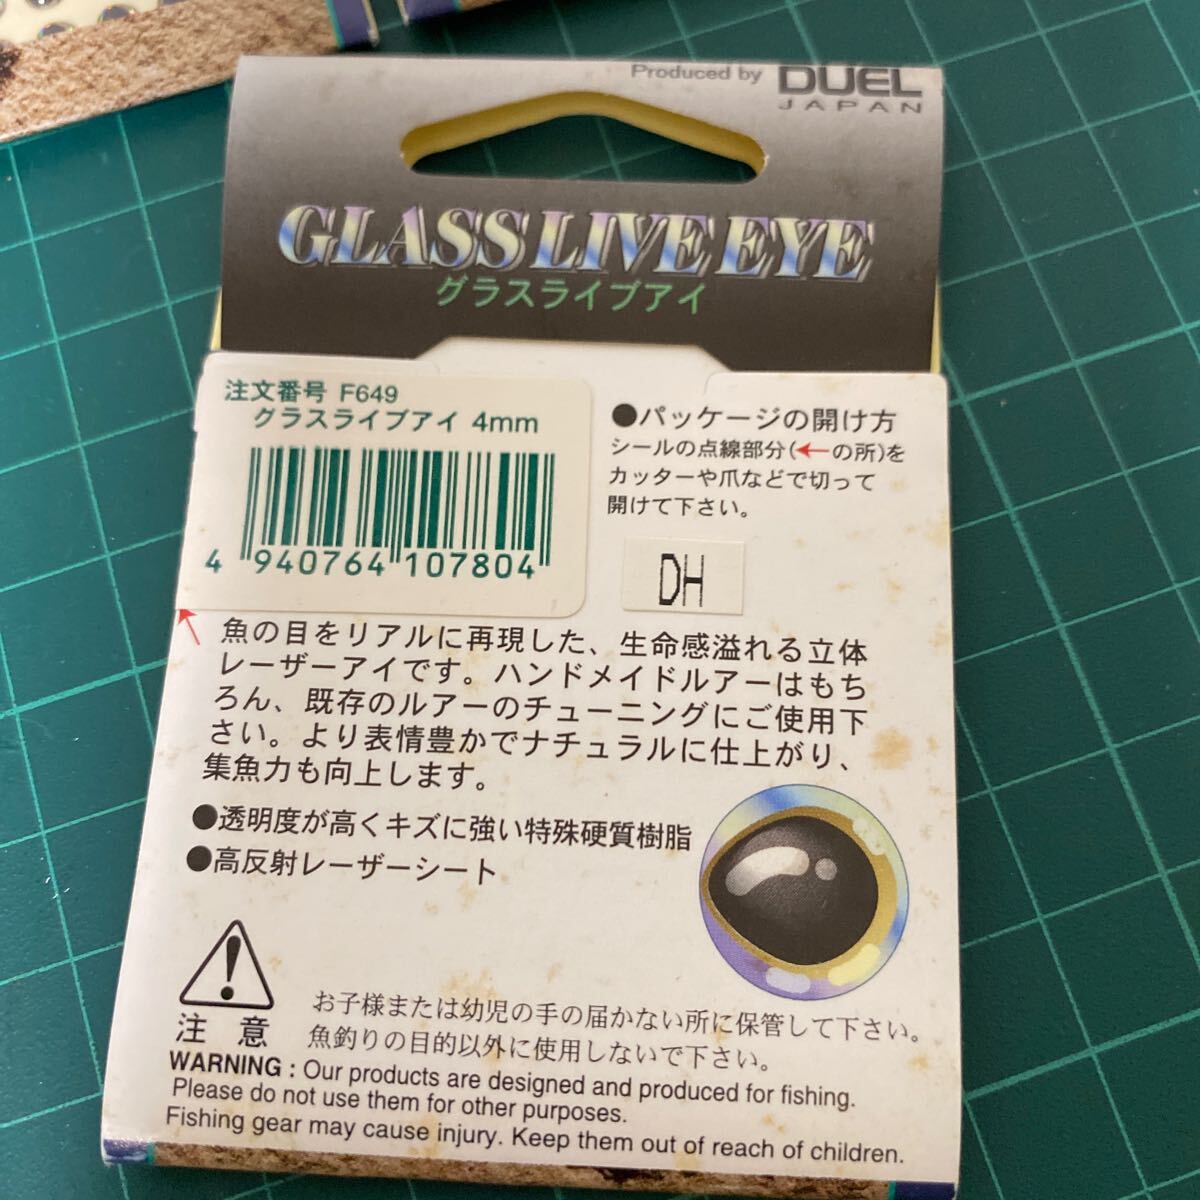 Produced by DUEL
JAPAN
GLASS LIVE EYE
グラスライブアイ
注文番号 F649
グラスライブアイ 4mm
4 940764 107804
●パッケージの開け方
シールの点線部分(←の所)を
カッターや爪などで切って
開けて下さい。
DH
魚の目をリアルに再現した、生命感溢れる立体
レーザーアイです。ハンドメイドルアーはもち
ろん、既存のルアーのチューニングにご使用下
さい。より表情豊かでナチュラルに仕上がり、
集魚力も向上します。
●透明度が高くキズに強い特殊硬質樹脂
●高反射レーザーシート
注 意
お子様または幼児の手の届かない所に保管して下さい。
魚釣りの目的以外に使用しないで下さい。
WARNING : Our products are designed and produced for fishing.
Please do not use them for other purposes.
Fishing gear may cause injury. Keep them out of reach of children.